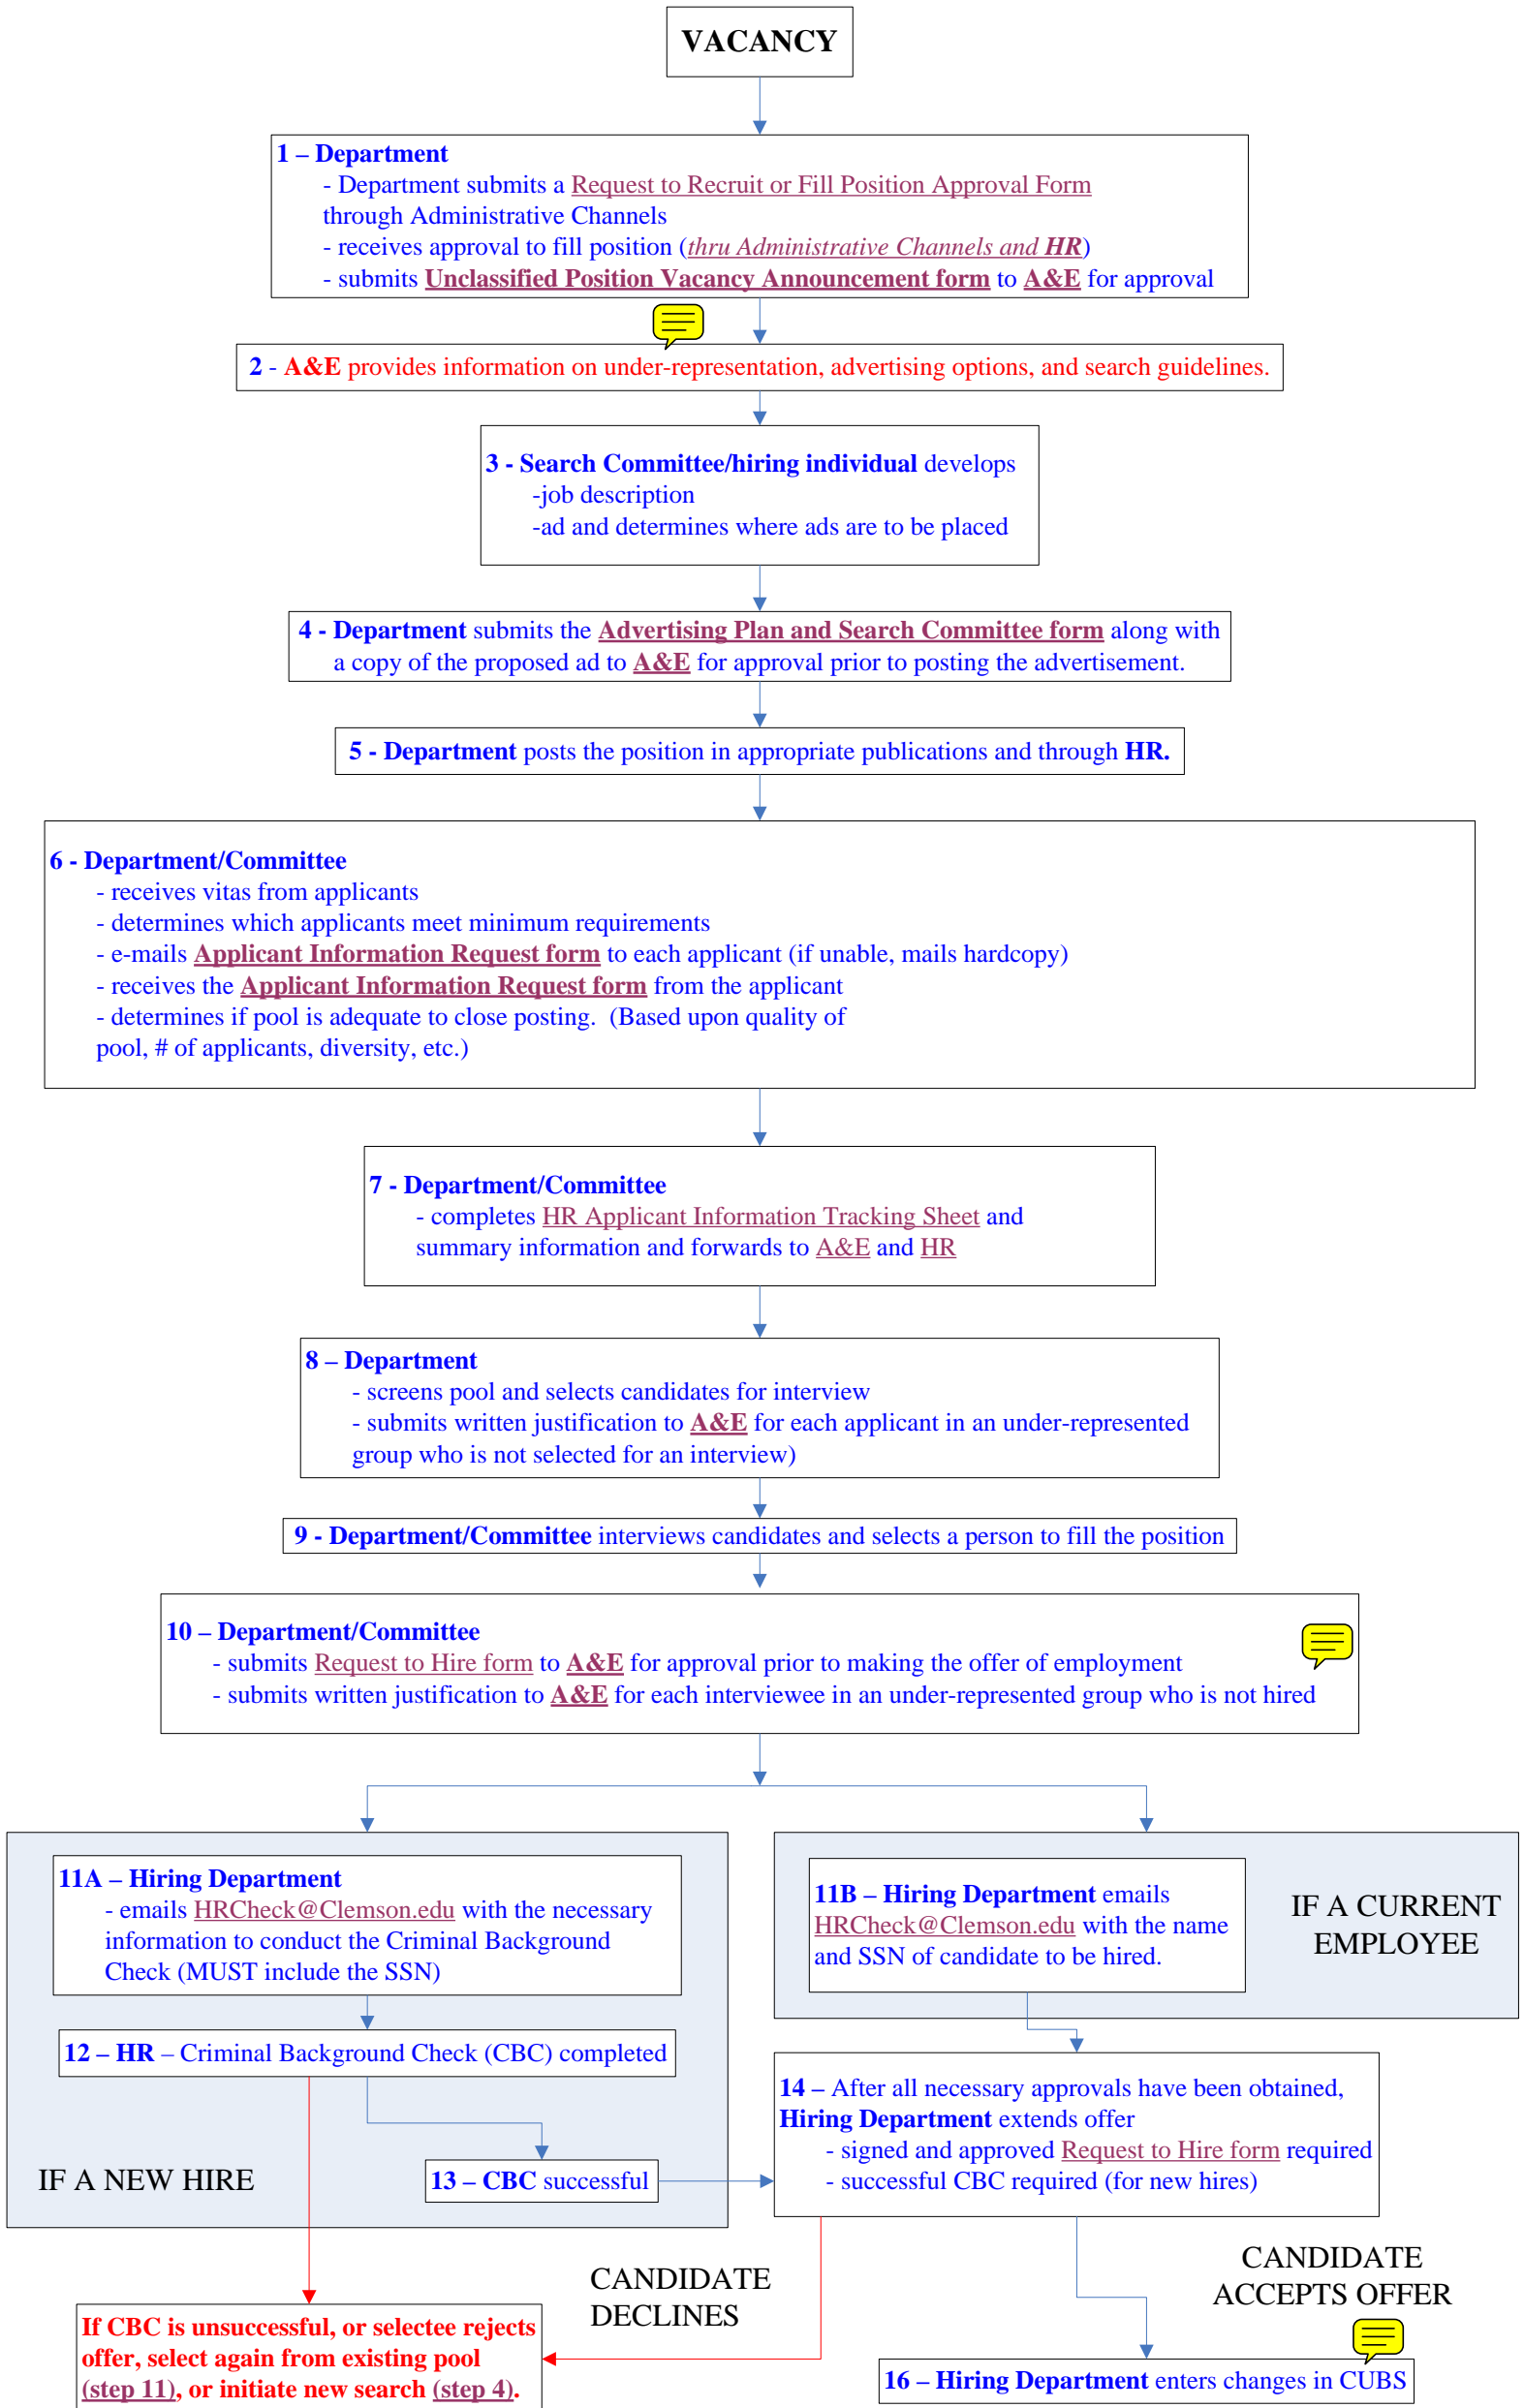 VACANCY
1 – Department
- Department submits a Request to Recruit or Fill Position Approval Form
through Administrative Channels
- receives approval to fill position (thru Administrative Channels and HR)
- submits Unclassified Position Vacancy Announcement form to A&E for approval
2 - A&E provides information on under-representation, advertising options, and search guidelines.
3 - Search Committee/hiring individual develops
-job description
-ad and determines where ads are to be placed
4 - Department submits the Advertising Plan and Search Committee form along with
a copy of the proposed ad to A&E for approval prior to posting the advertisement.
5 - Department posts the position in appropriate publications and through HR.
6 - Department/Committee
- receives vitas from applicants
- determines which applicants meet minimum requirements
- e-mails Applicant Information Request form to each applicant (if unable, mails hardcopy)
- receives the Applicant Information Request form from the applicant
- determines if pool is adequate to close posting.  (Based upon quality of
pool, # of applicants, diversity, etc.)
7 - Department/Committee
- completes HR Applicant Information Tracking Sheet and
summary information and forwards to A&E and HR
8 – Department
- screens pool and selects candidates for interview
- submits written justification to A&E for each applicant in an under-represented
group who is not selected for an interview)
9 - Department/Committee interviews candidates and selects a person to fill the position
10 – Department/Committee
- submits Request to Hire form to A&E for approval prior to making the offer of employment
- submits written justification to A&E for each interviewee in an under-represented group who is not hired
11A – Hiring Department
- emails HRCheck@Clemson.edu with the necessary
information to conduct the Criminal Background
Check (MUST include the SSN)
12 – HR – Criminal Background Check (CBC) completed
13 – CBC successful
IF A NEW HIRE
11B – Hiring Department emails
HRCheck@Clemson.edu with the name
and SSN of candidate to be hired.
IF A CURRENT
EMPLOYEE
14 – After all necessary approvals have been obtained,
Hiring Department extends offer
- signed and approved Request to Hire form required
- successful CBC required (for new hires)
CANDIDATE
DECLINES
CANDIDATE
ACCEPTS OFFER
If CBC is unsuccessful, or selectee rejects
offer, select again from existing pool
(step 11), or initiate new search (step 4).
16 – Hiring Department enters changes in CUBS